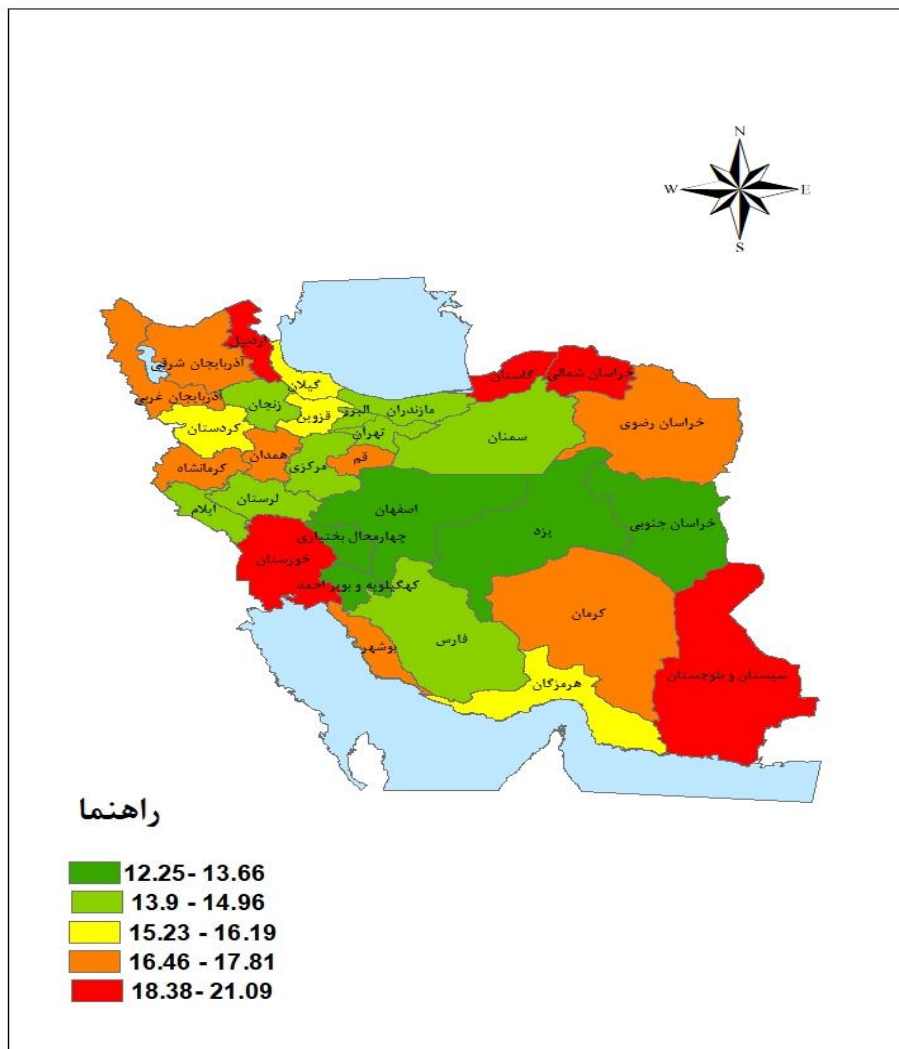 N
W
E
S
اردبیل
آذربایجان شرقی
گیلان
گلستان
خراسان شمالی
آذربایجان غربی
زنجان
قزوین
البرز
مازندران
خراسان رضوی
کردستان
تهران
سمنان
همدان
قم
کرمانشاه
مرکزی
لرستان
ایلام
اصفهان
خراسان جنوبی
یزد
چهارمحال بختیاری
خوزستان
کهگیلویه و بویر احمد
کرمان
فارس
بوشهر
سیستان و بلوچستان
هرمزگان
راهنما
12.25 - 13.66
13.9 - 14.96
15.23 - 16.19
16.46 - 17.81
18.38 - 21.09